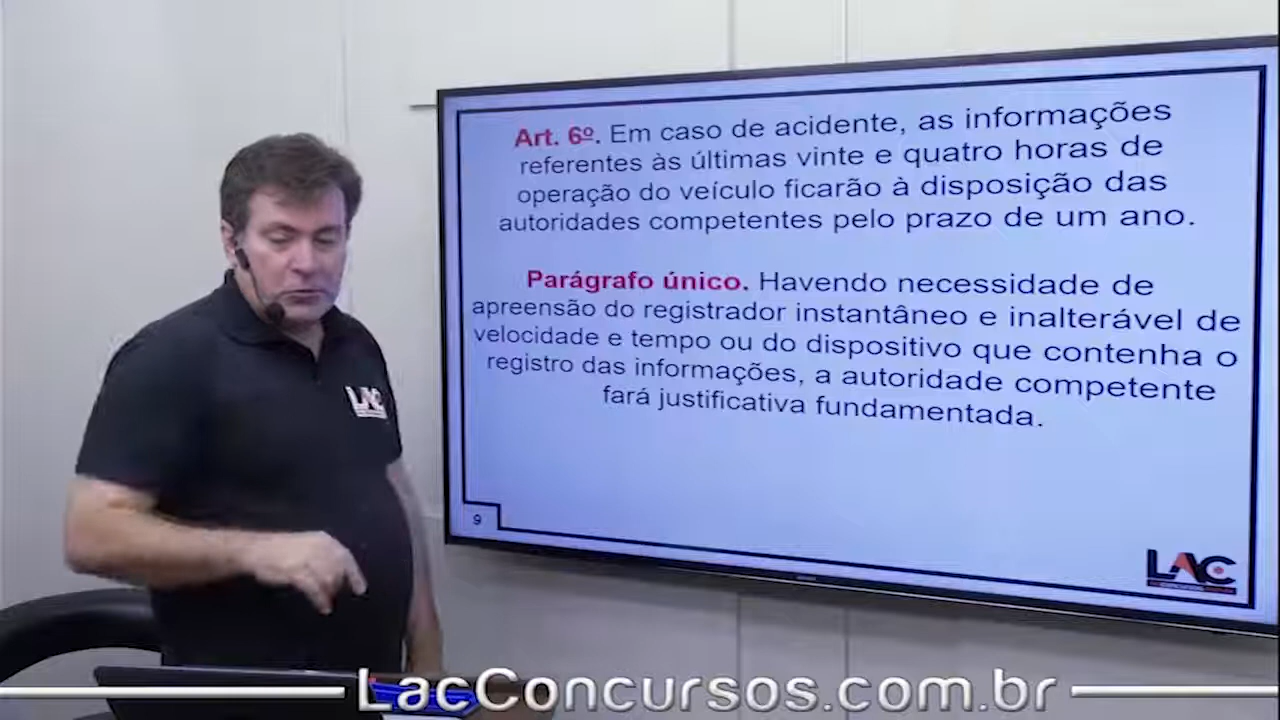 Art. 6º. Em caso de acidente, as informações
referentes às últimas vinte e quatro horas de
operação do veículo ficarão à disposição das
autoridades competentes pelo prazo de um ano.
Parágrafo único. Havendo necessidade de
apreensão do registrador instantâneo e inalterável de
velocidade e tempo ou do dispositivo que contenha o
registro das informações, a autoridade competente
fará justificativa fundamentada.
9
LAC
LAC
LacConcursos.com.br